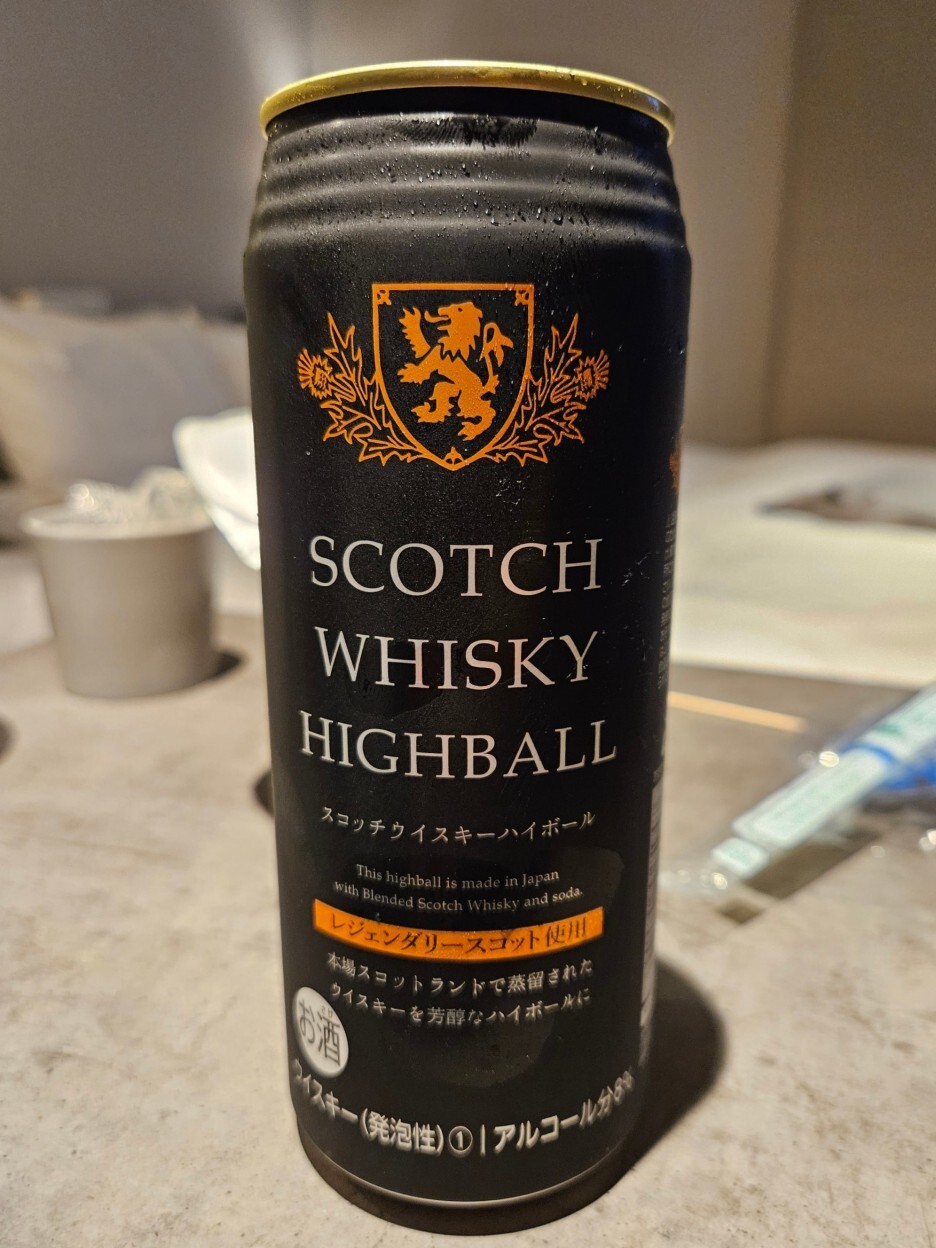 SCOTCH
WHISKY
HIGHBALL
スコッチウイスキーハイボール
This highball is made in Japan
with Blended Scotch Whisky and soda.
レジェンダリースコット使用
本場スコットランドで蒸留された
ウイスキーを芳醇なハイボールに
お酒
ウイスキー(発泡性)①|アルコール分8%